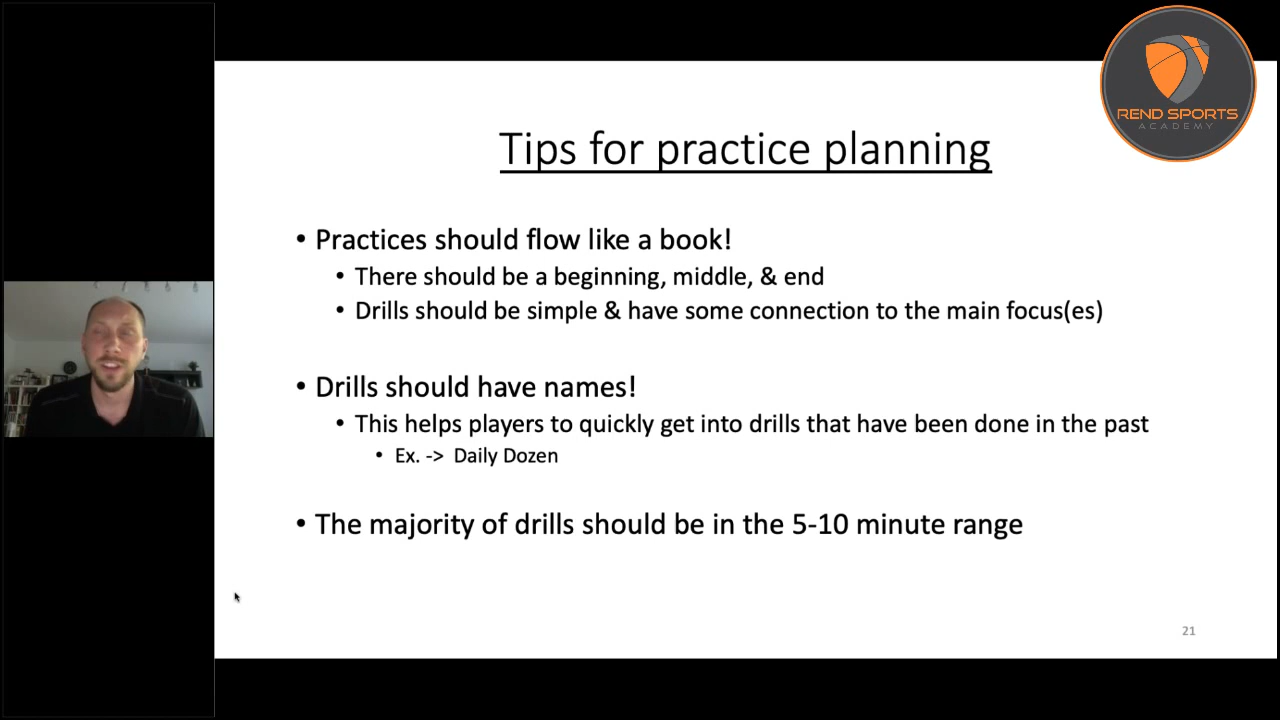 REND SPORTS
ACADEMY
Tips for practice planning
• Practices should flow like a book!
• There should be a beginning, middle, & end
• Drills should be simple & have some connection to the main focus(es)
• Drills should have names!
• This helps players to quickly get into drills that have been done in the past
• Ex. -> Daily Dozen
• The majority of drills should be in the 5-10 minute range
21